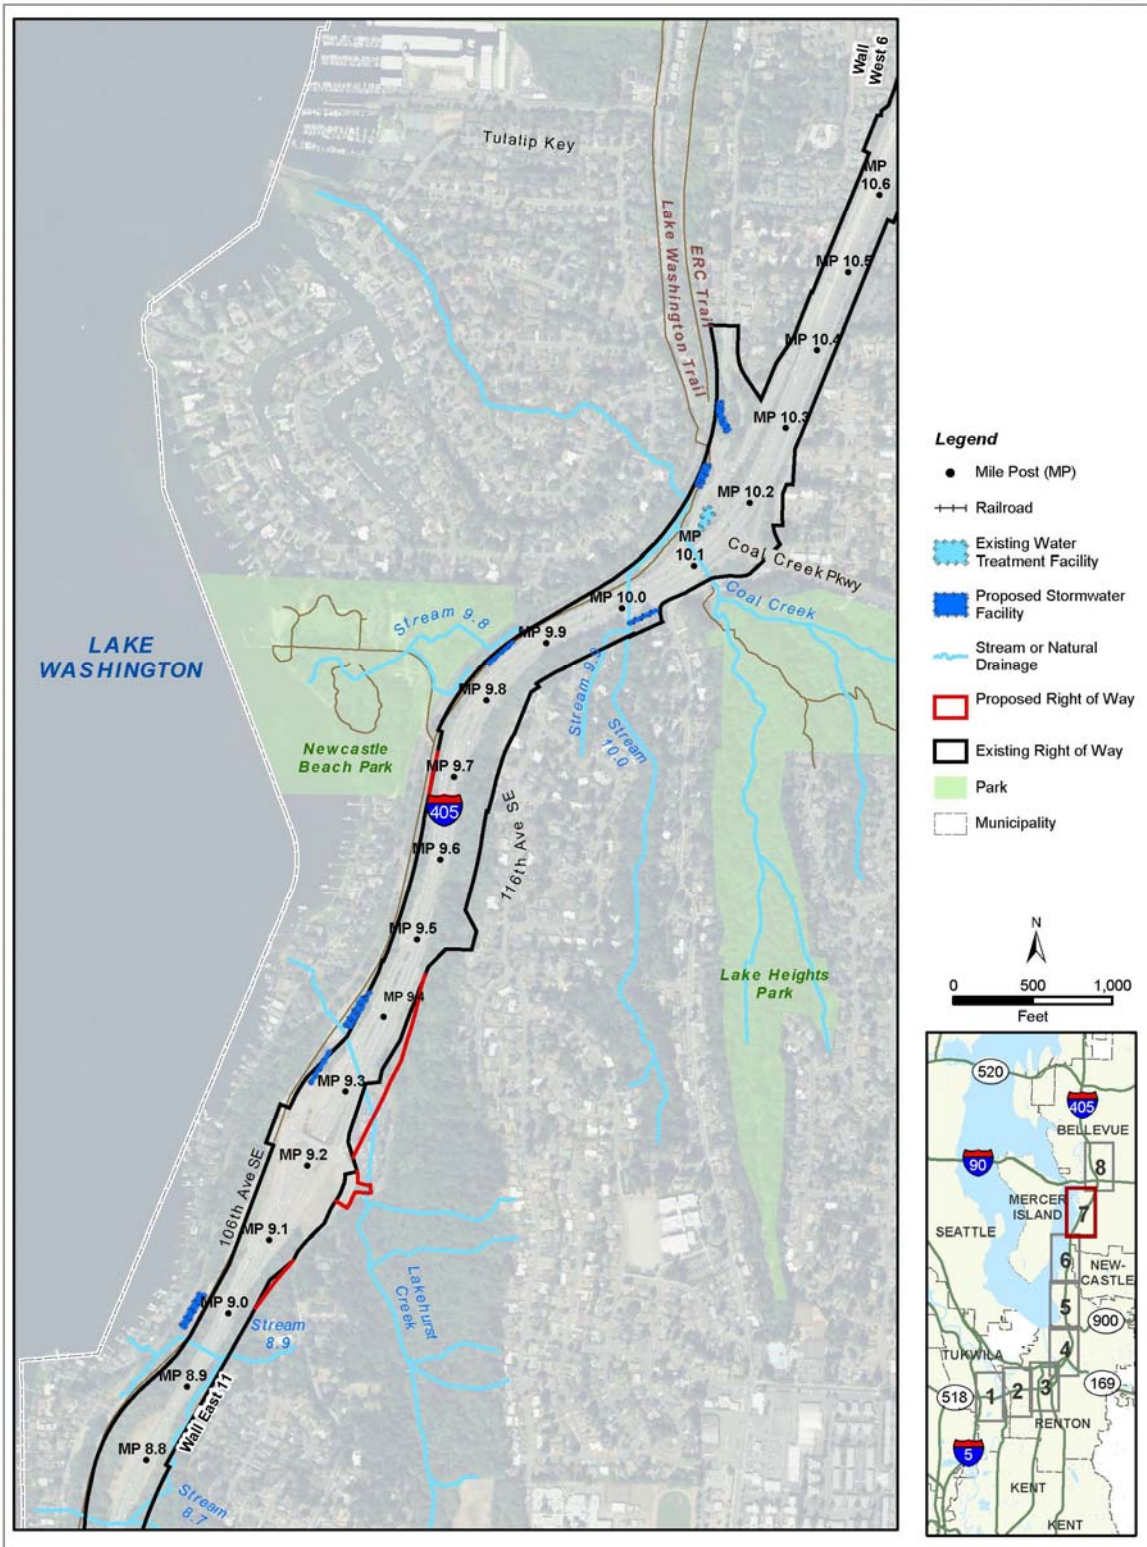 Wall
West 6
Tulalip Key
MP
10.6
Lake Washington Trail
ERC Trail
MP 10.5
MP 10.4
MP 10.3
MP 10.2
MP
10.1
Coal Creek Pkwy
Coal Creek
MP 10.0
Stream 9.8
MP 9.9
Stream 9.9
Stream
10.0
LAKE
WASHINGTON
MP 9.8
Newcastle
Beach Park
MP 9.7
405
116th Ave SE
MP 9.6
MP 9.5
Lake Heights
Park
MP 9.4
MP 9.3
MP 9.2
106th Ave SE
MP 9.1
MP 9.0
Stream
8.9
Lakehurst
Creek
MP 8.9
Wall East 11
MP 8.8
Stream
8.7
Legend
Mile Post (MP)
Railroad
Existing Water
Treatment Facility
Proposed Stormwater
Facility
Stream or Natural
Drainage
Proposed Right of Way
Existing Right of Way
Park
Municipality
N
0 500 1,000
Feet
520
405
BELLEVUE
90
8
MERCER
ISLAND
7
SEATTLE
6
NEW-
CASTLE
5
900
4
TUKWILA
518
1
2
3
169
RENTON
5
KENT
KENT